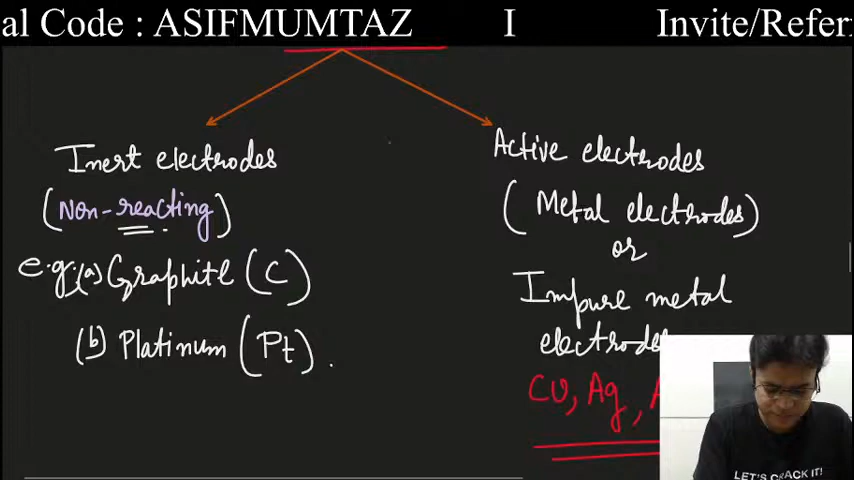 al Code : ASIFMUMTAZ I Invite/Refer
Inert electrodes
(Non-reacting)
e.g:(a) Graphite (C)
(b) Platinum (Pt).
Active electrodes
(Metal electrodes)
or
Impure metal
electrodes
Cu, Ag, A
LET'S CRACK IT!